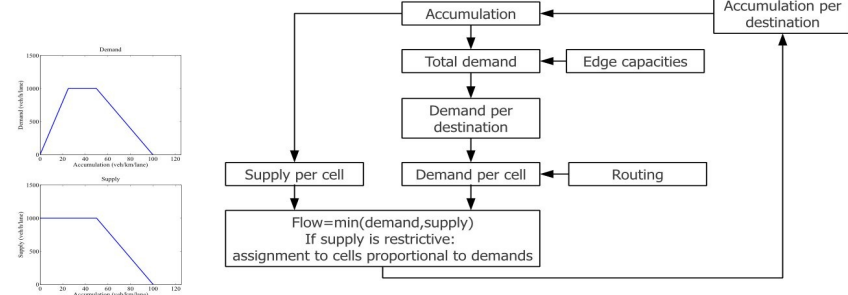 Demand
1500
1000
500
0
Demand (veh/h/lane)
0 20 40 60 80 100 120
Accumulation (veh/km/lane)
Supply
1500
1000
500
0
Supply (veh/h/lane)
0 20 40 60 80 100 120
Accumulation (veh/km/lane)
Accumulation
Accumulation per
destination
Total demand
Edge capacities
Demand per
destination
Supply per cell
Demand per cell
Routing
Flow=min(demand,supply)
If supply is restrictive:
assignment to cells proportional to demands